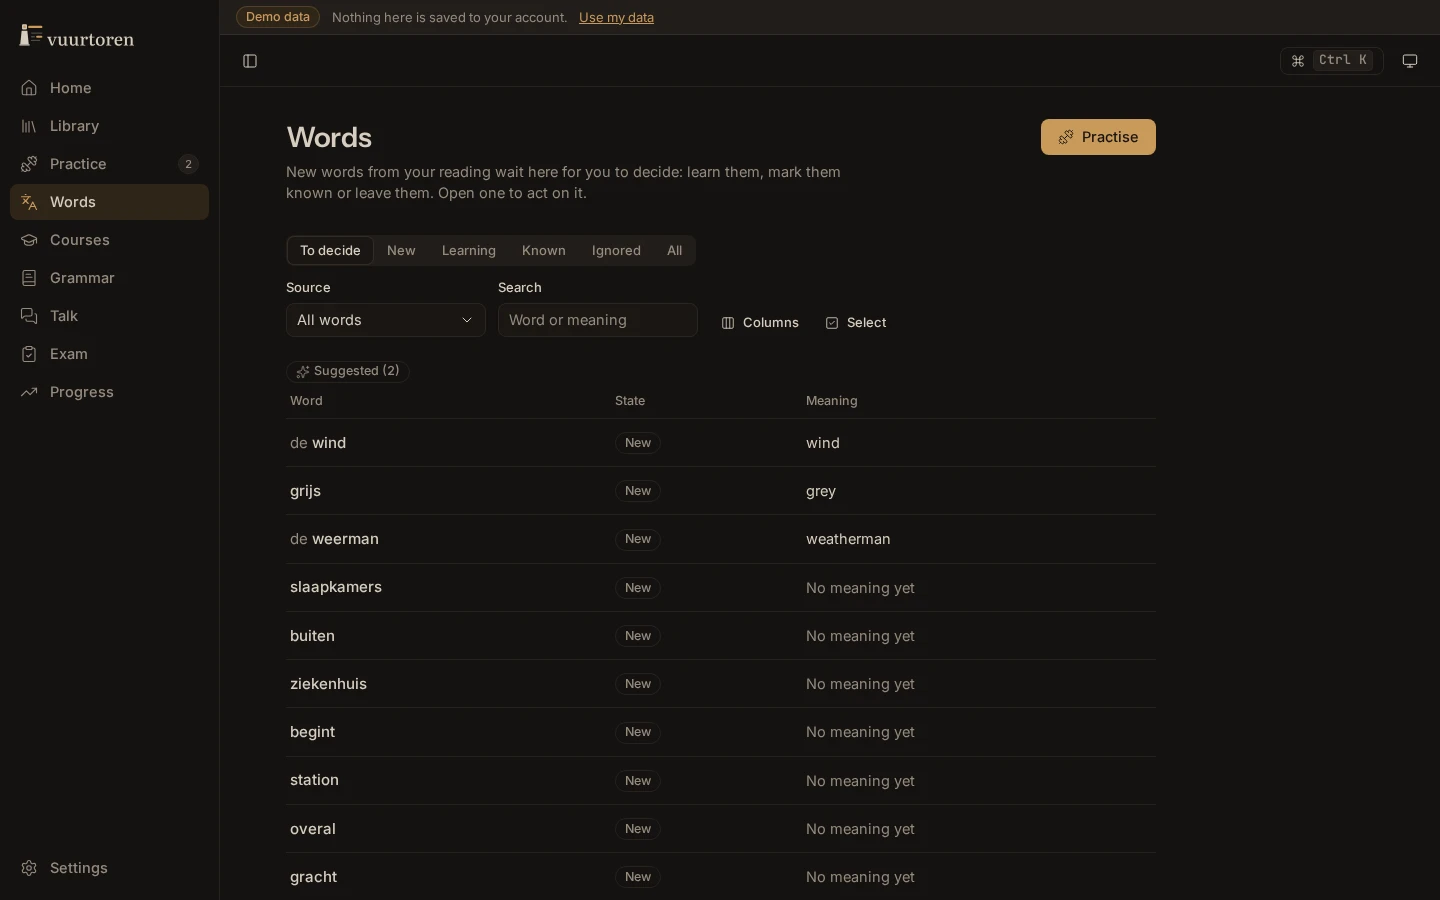 Demo data Nothing here is saved to your account. Use my data
vuurtoren
Ctrl K
Home
Library
Practice 2
Words
Courses
Grammar
Talk
Exam
Progress
Settings
Words
Practise
New words from your reading wait here for you to decide: learn them, mark them
known or leave them. Open one to act on it.
To decide New Learning Known Ignored All
Source Search
All words Word or meaning Columns Select
Suggested (2)
Word State Meaning
de wind New wind
grijs New grey
de weerman New weatherman
slaapkamers New No meaning yet
buiten New No meaning yet
ziekenhuis New No meaning yet
begint New No meaning yet
station New No meaning yet
overal New No meaning yet
gracht New No meaning yet